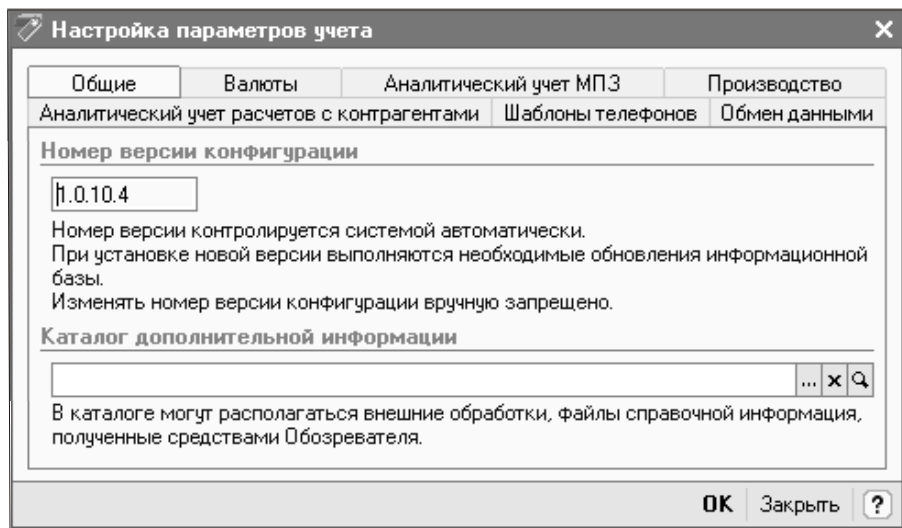 Настройка параметров учета
Общие
Валюты
Аналитический учет МПЗ
Производство
Аналитический учет расчетов с контрагентами
Шаблоны телефонов
Обмен данными
Номер версии конфигурации
1.0.10.4
Номер версии контролируется системой автоматически.
При установке новой версии выполняются необходимые обновления информационной
базы.
Изменять номер версии конфигурации вручную запрещено.
Каталог дополнительной информации
...
В каталоге могут располагаться внешние обработки, файлы справочной информация,
полученные средствами Обозревателя.
OK
Закрыть
?